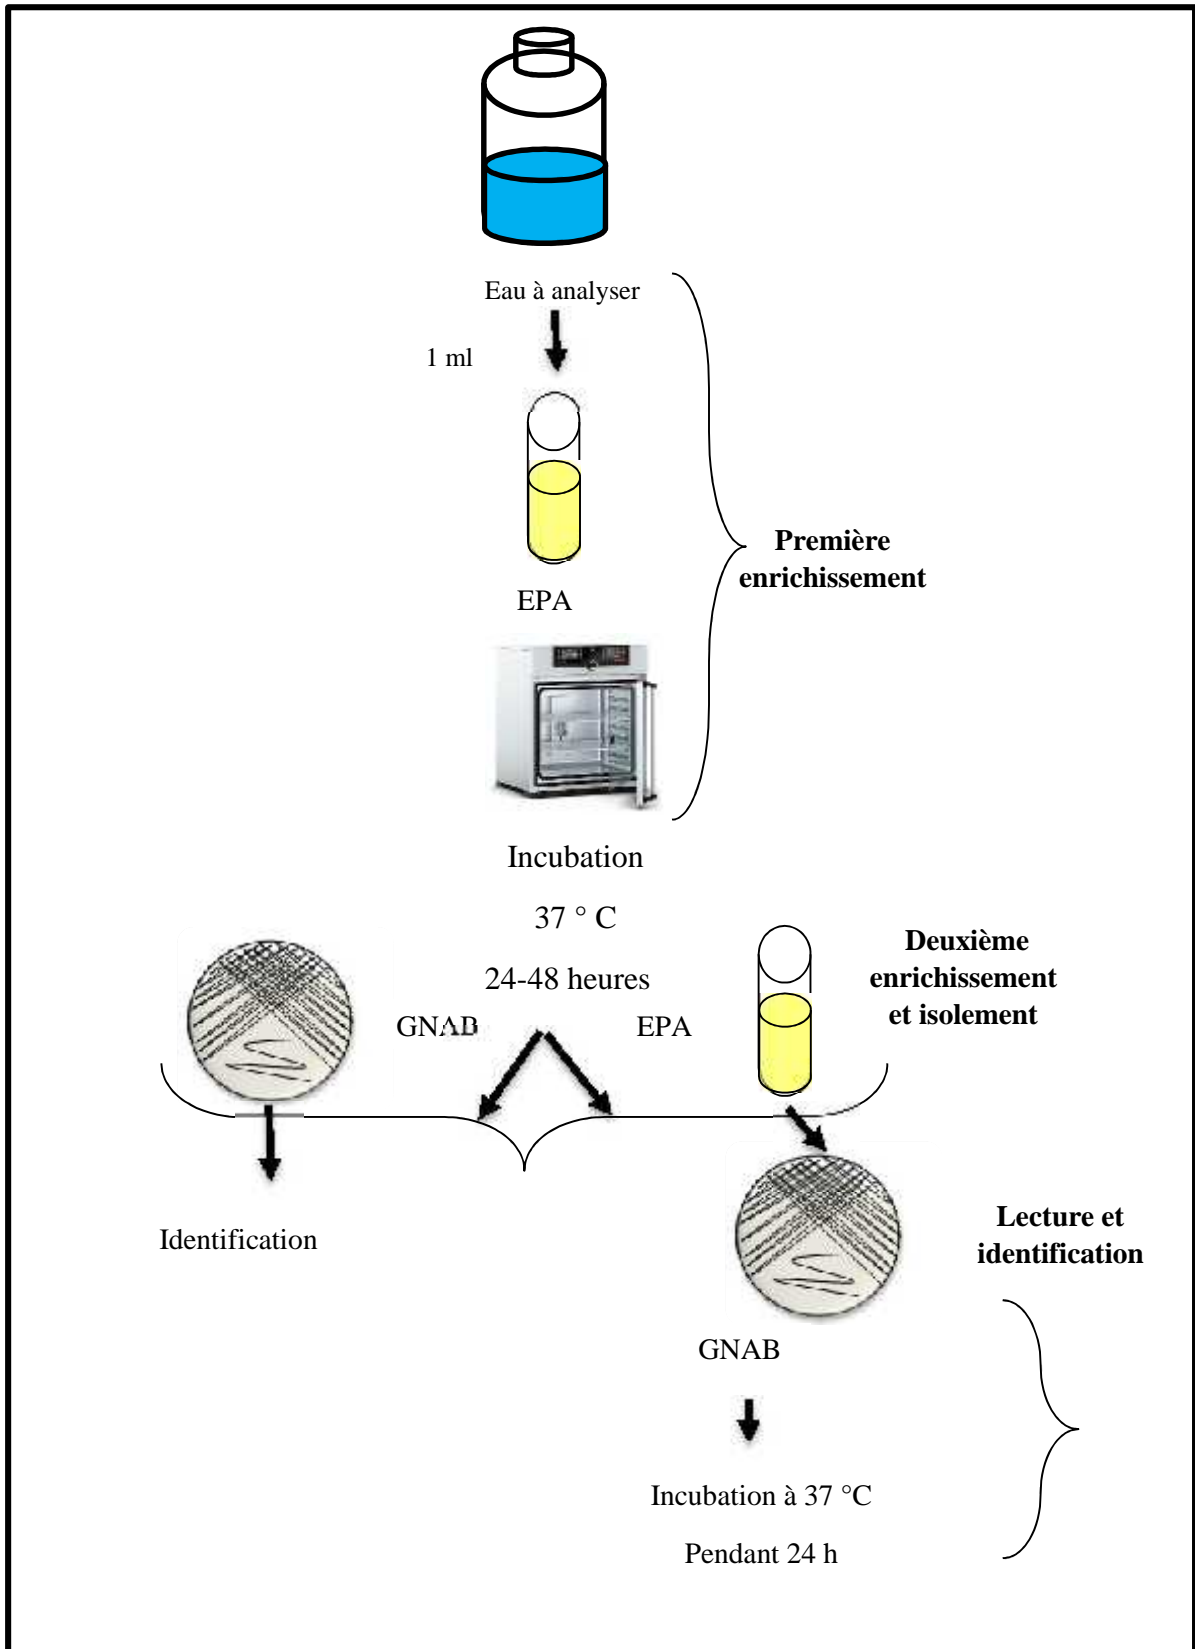 Eau à analyser
1 ml
Première
enrichissement
EPA
Incubation
37 ° C
24-48 heures
Deuxième
enrichissement
et isolement
GNAB
EPA
Identification
Lecture et
identification
GNAB
Incubation à 37 °C
Pendant 24 h